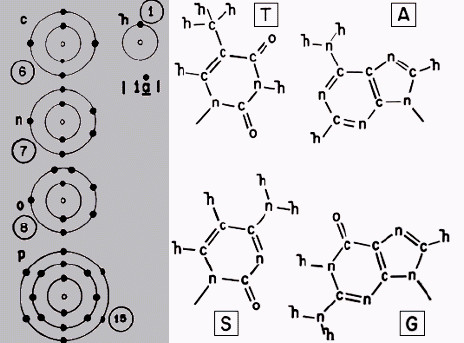 c
6
h
1
n
7
| 1g |
o
8
p
15
T
h
h c h
c c o
h c n h
n c
o
A
h
h n
c c n c h
n c n
c n
h
S
h
h n h
c c
h c n
n c
o
G
o n h
c c c
h n c n
c n
h n
h